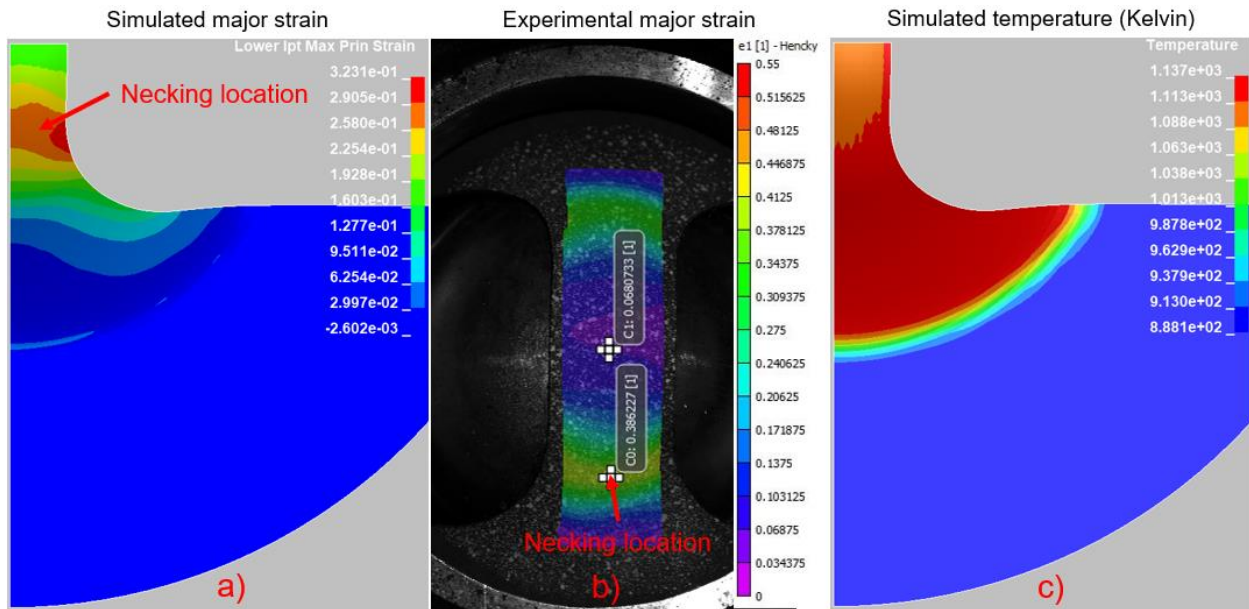 Simulated major strain
Experimental major strain
Simulated temperature (Kelvin)
Lower Ipt Max Prin Strain
3.231e-01
2.905e-01
2.580e-01
2.254e-01
1.928e-01
1.603e-01
1.277e-01
9.511e-02
6.254e-02
2.997e-02
-2.602e-03
Necking location
a)
e1 [1] - Hencky
0.55
0.515625
0.48125
0.446875
0.4125
0.378125
0.34375
0.309375
0.275
0.240625
0.20625
0.171875
0.1375
0.103125
0.06875
0.034375
0
C1: 0.0680733 [1]
C0: 0.386227 [1]
Necking location
b)
Temperature
1.137e+03
1.113e+03
1.088e+03
1.063e+03
1.038e+03
1.013e+03
9.878e+02
9.629e+02
9.379e+02
9.130e+02
8.881e+02
c)